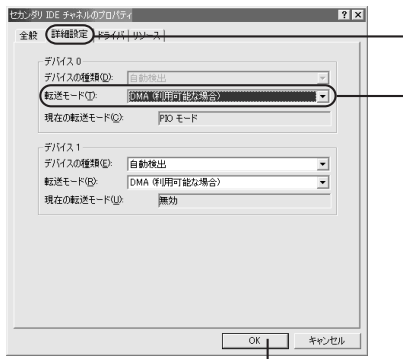 セカンダリ IDE チャネルのプロパティ
全般 詳細設定 ドライバ リソース
デバイス 0
デバイスの種類(D): 自動検出
転送モード(T): DMA (利用可能な場合)
現在の転送モード(C): PIO モード
デバイス 1
デバイスの種類(E): 自動検出
転送モード(R): DMA (利用可能な場合)
現在の転送モード(U): 無効
OK キャンセル